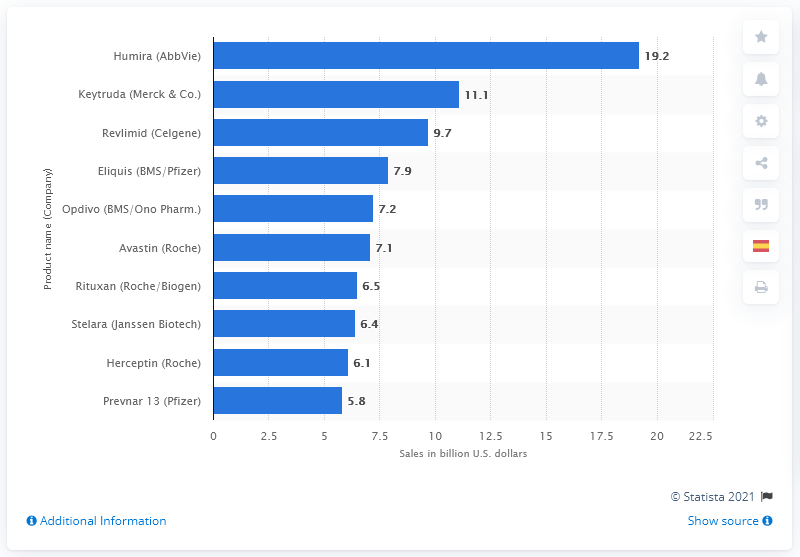 Product name (Company)
Humira (AbbVie) 19.2
Keytruda (Merck & Co.) 11.1
Revlimid (Celgene) 9.7
Eliquis (BMS/Pfizer) 7.9
Opdivo (BMS/Ono Pharm.) 7.2
Avastin (Roche) 7.1
Rituxan (Roche/Biogen) 6.5
Stelara (Janssen Biotech) 6.4
Herceptin (Roche) 6.1
Prevnar 13 (Pfizer) 5.8
0 2.5 5 7.5 10 12.5 15 17.5 20 22.5
Sales in billion U.S. dollars
© Statista 2021
Additional Information Show source